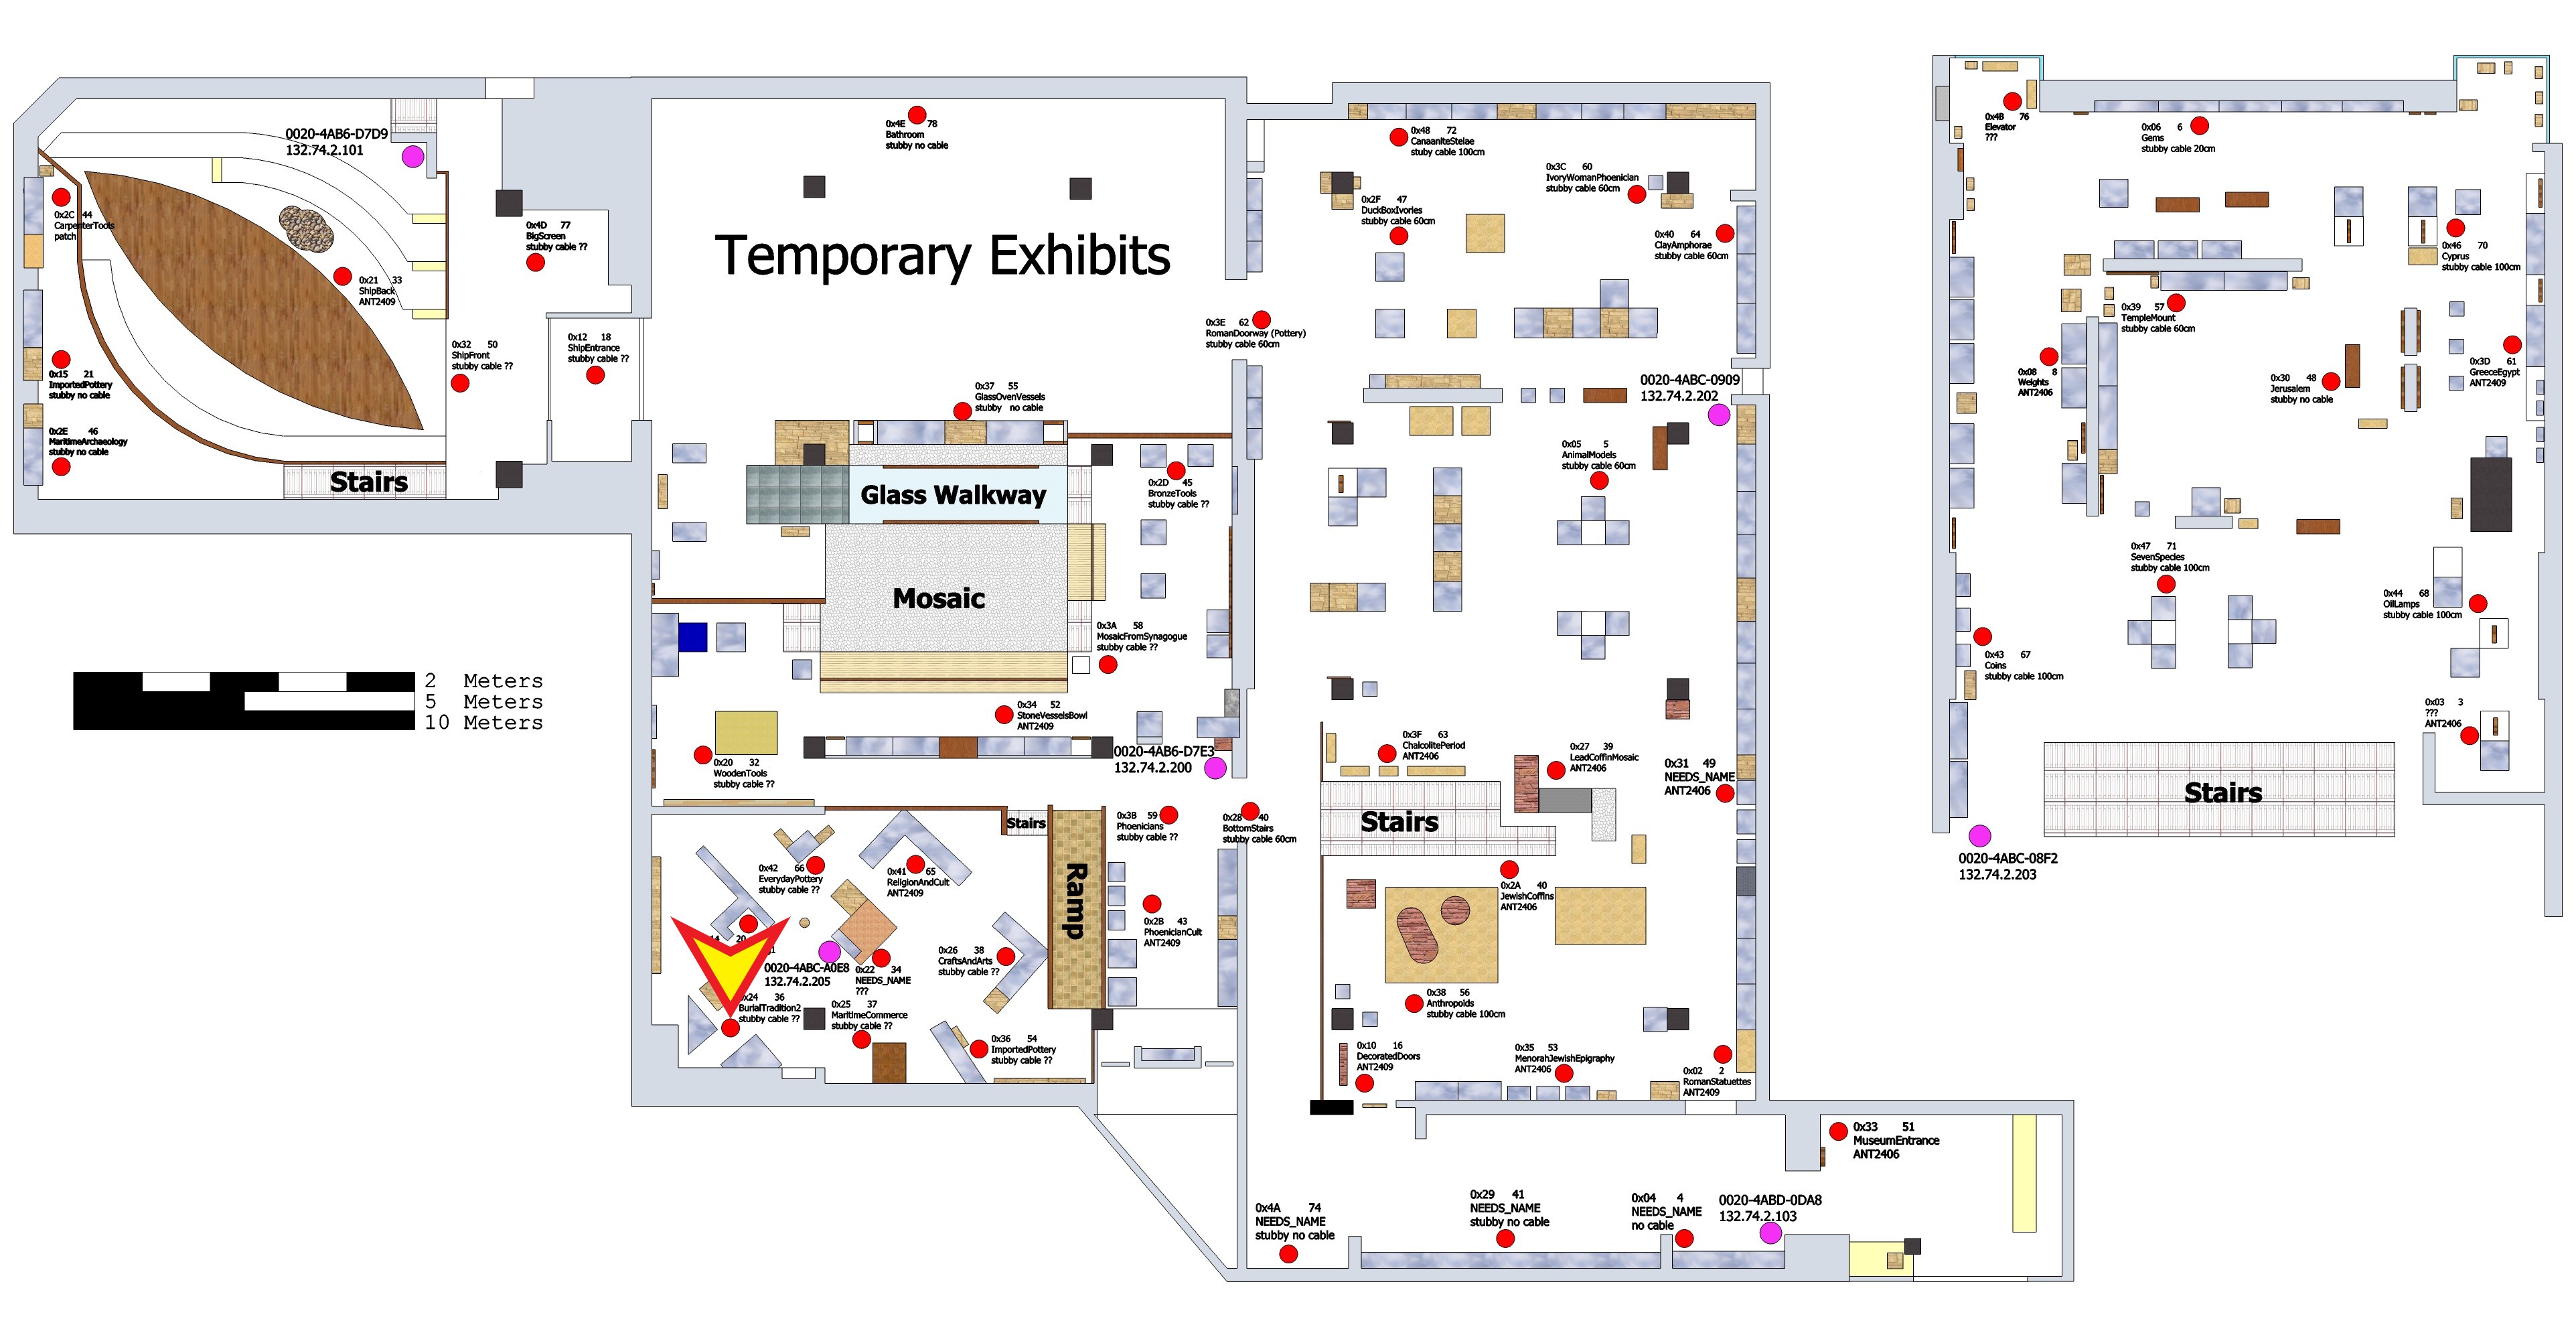 0020-4AB6-D7D9
132.74.2.101
0x2C 44
CarpenterTools
patch
0x21 33
ShipBack
ANT2409
0x4D 77
BigScreen
stubby cable ??
0x32 50
ShipFront
stubby cable ??
0x12 18
ShipEntrance
stubby cable ??
0x15 21
ImportedPottery
stubby no cable
0x2E 46
MaritimeArchaeology
stubby no cable
Stairs
2 Meters
5 Meters
10 Meters
0x4E 78
Bathroom
stubby no cable
Temporary Exhibits
0x3E 62
RomanDoorway (Pottery)
stubby cable 60cm
0x37 55
GlassOvenVessels
stubby no cable
Glass Walkway
0x2D 45
BronzeTools
stubby cable ??
Mosaic
0x3A 58
MosaicFromSynagogue
stubby cable ??
0x34 52
StoneVesselsBowl
ANT2409
0x20 32
WoodenTools
stubby cable ??
0020-4AB6-D7E3
132.74.2.200
Stairs
Ramp
0x3B 59
Phoenicians
stubby cable ??
0x28 40
BottomStairs
stubby cable 60cm
0x42 66
EverydayPottery
stubby cable ??
0x41 65
ReligionAndCult
ANT2409
0x2B 43
PhoenicianCult
ANT2409
20
0020-4ABC-A0E8
132.74.2.205
0x22 34
NEEDS_NAME
???
0x26 38
CraftsAndArts
stubby cable ??
0x24 36
BurialTradition2
stubby cable ??
0x25 37
MaritimeCommerce
stubby cable ??
0x36 54
ImportedPottery
stubby cable ??
0x48 72
CanaaniteStelae
stuby cable 100cm
0x3C 60
IvoryWomanPhoenician
stubby cable 60cm
0x2F 47
DuckBoxIvories
stubby cable 60cm
0x40 64
ClayAmphorae
stubby cable 60cm
0020-4ABC-0909
132.74.2.202
0x05 5
AnimalModels
stubby cable 60cm
0x3F 63
ChalcolitePeriod
ANT2406
0x27 39
LeadCoffinMosaic
ANT2406
0x31 49
NEEDS_NAME
ANT2406
Stairs
0x2A 40
JewishCoffins
ANT2406
0x38 56
Anthropoids
stubby cable 100cm
0x10 16
DecoratedDoors
ANT2409
0x35 53
MenorahJewishEpigraphy
ANT2406
0x02 2
RomanStatuettes
ANT2409
0x33 51
MuseumEntrance
ANT2406
0x4A 74
NEEDS_NAME
stubby no cable
0x29 41
NEEDS_NAME
stubby no cable
0x04 4
NEEDS_NAME
no cable
0020-4ABD-0DA8
132.74.2.103
0x4B 76
Elevator
???
0x06 6
Gems
stubby cable 20cm
0x46 70
Cyprus
stubby cable 100cm
0x39 57
TempleMount
stubby cable 60cm
0x08 8
Weights
ANT2406
0x30 48
Jerusalem
stubby no cable
0x3D 61
GreeceEgypt
ANT2409
0x47 71
SevenSpecies
stubby cable 100cm
0x44 68
OilLamps
stubby cable 100cm
0x43 67
Coins
stubby cable 100cm
0x03 3
???
ANT2406
Stairs
0020-4ABC-08F2
132.74.2.203